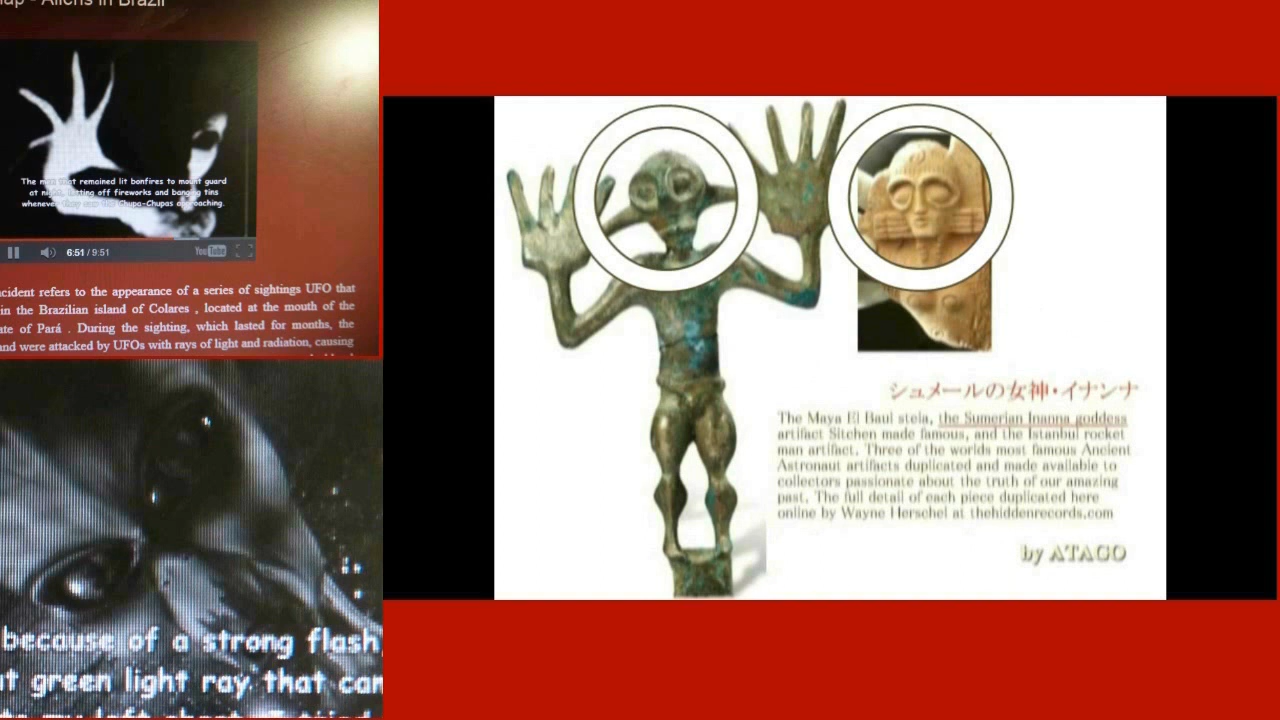 Aliens in Brazil
The men that remained lit bonfires to mount guard
at night, letting off fireworks and banging tins
whenever they saw the Chupa-Chupas approaching.
6:51 / 9:51
YouTube
incident refers to the appearance of a series of sightings UFO that
in the Brazilian island of Colares , located at the mouth of the
ate of Pará . During the sighting, which lasted for months, the
and were attacked by UFOs with rays of light and radiation, causing
because of a strong flash,
green light ray that
シュメールの女神・イナンナ
The Maya El Baul stela, the Sumerian Inanna goddess
artifact Sitchen made famous, and the Istanbul rocket
man artifact. Three of the worlds most famous Ancient
Astronaut artifacts duplicated and made available to
collectors passionate about the truth of our amazing
past. The full detail of each piece duplicated here
online by Wayne Herschel at thehiddenrecords.com
by ATAGO